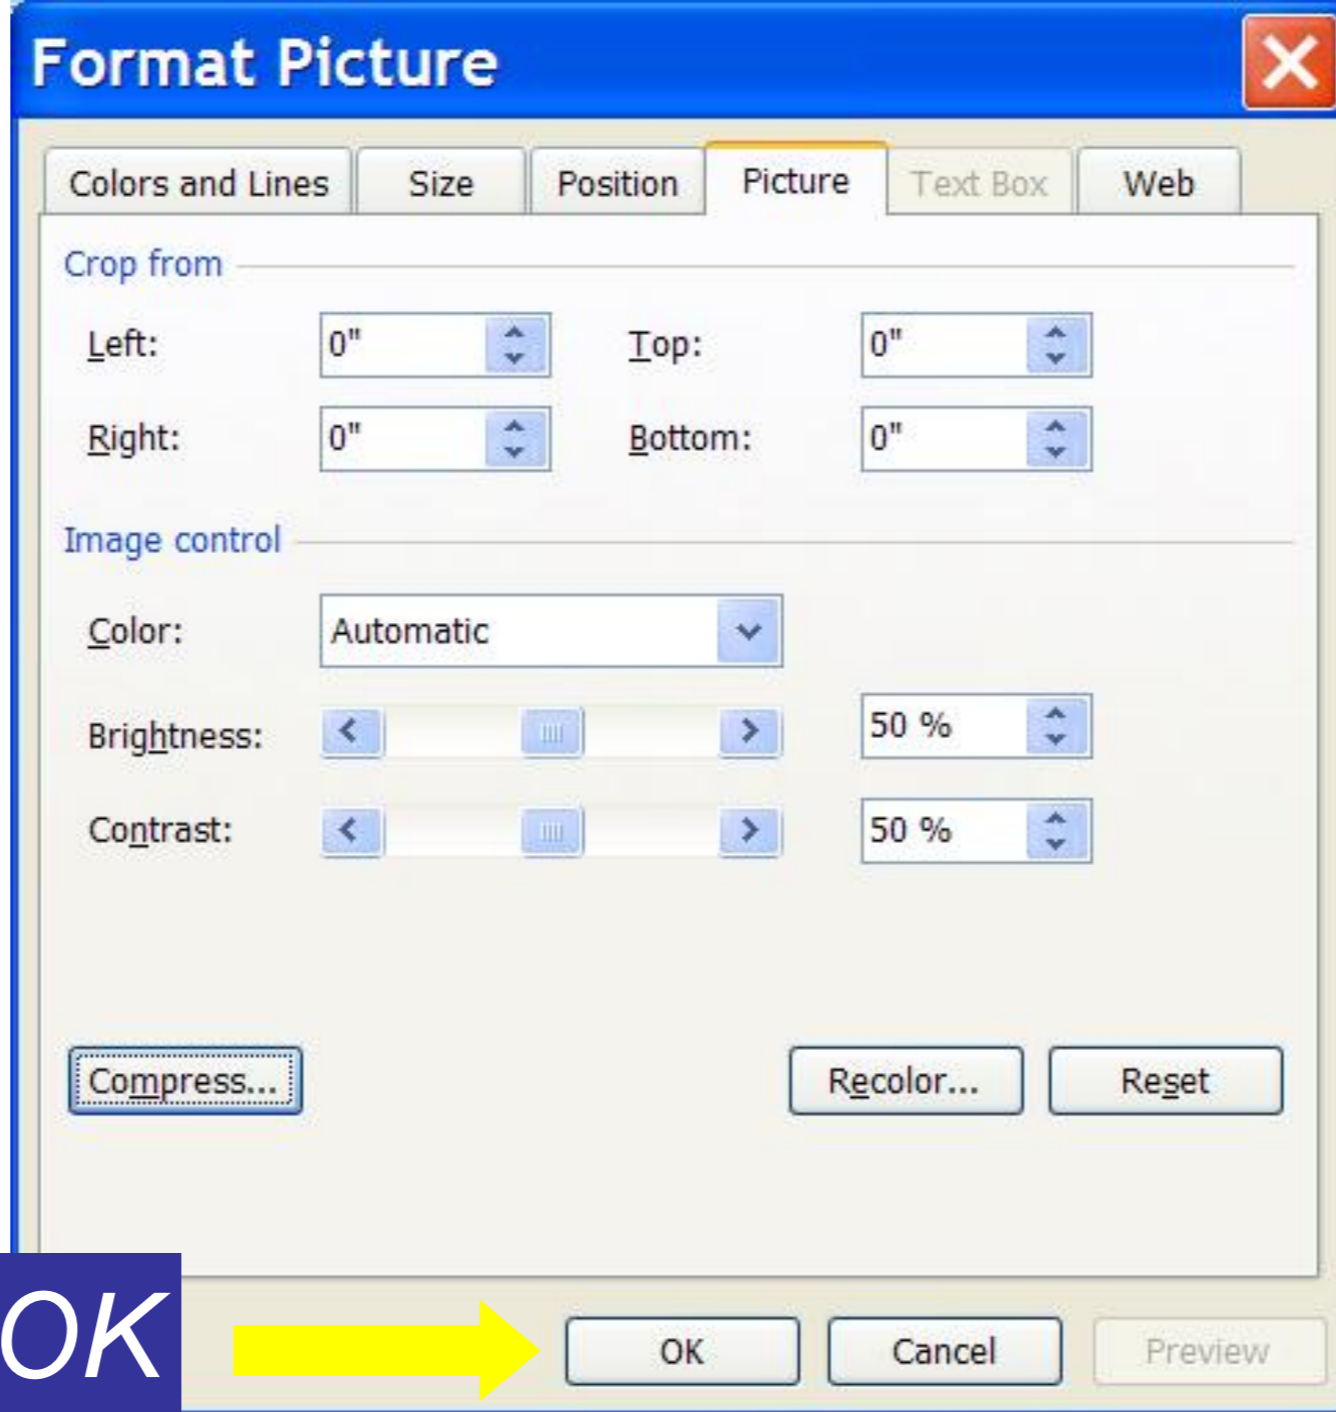 Format Picture
Colors and Lines Size Position Picture Text Box Web
Crop from
Left: 0" Top: 0"
Right: 0" Bottom: 0"
Image control
Color: Automatic
Brightness: 50 %
Contrast: 50 %
Compress... Recolor... Reset
OK OK Cancel Preview